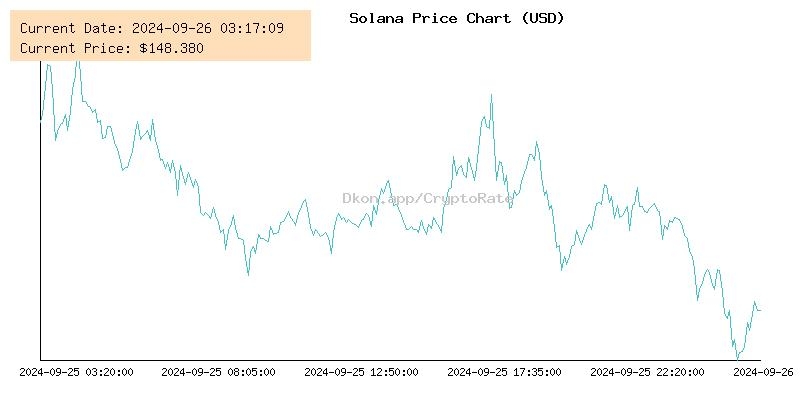 Solana Price Chart (USD)
Current Date: 2024-09-26 03:17:09
Current Price: $148.380
Dkon.app/CryptoRate
2024-09-25 03:20:00 2024-09-25 08:05:00 2024-09-25 12:50:00 2024-09-25 17:35:00 2024-09-25 22:20:00 2024-09-26